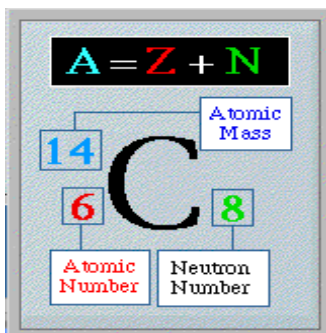 A = Z + N
Atomic
Mass
14
C
6
8
Atomic
Number
Neutron
Number